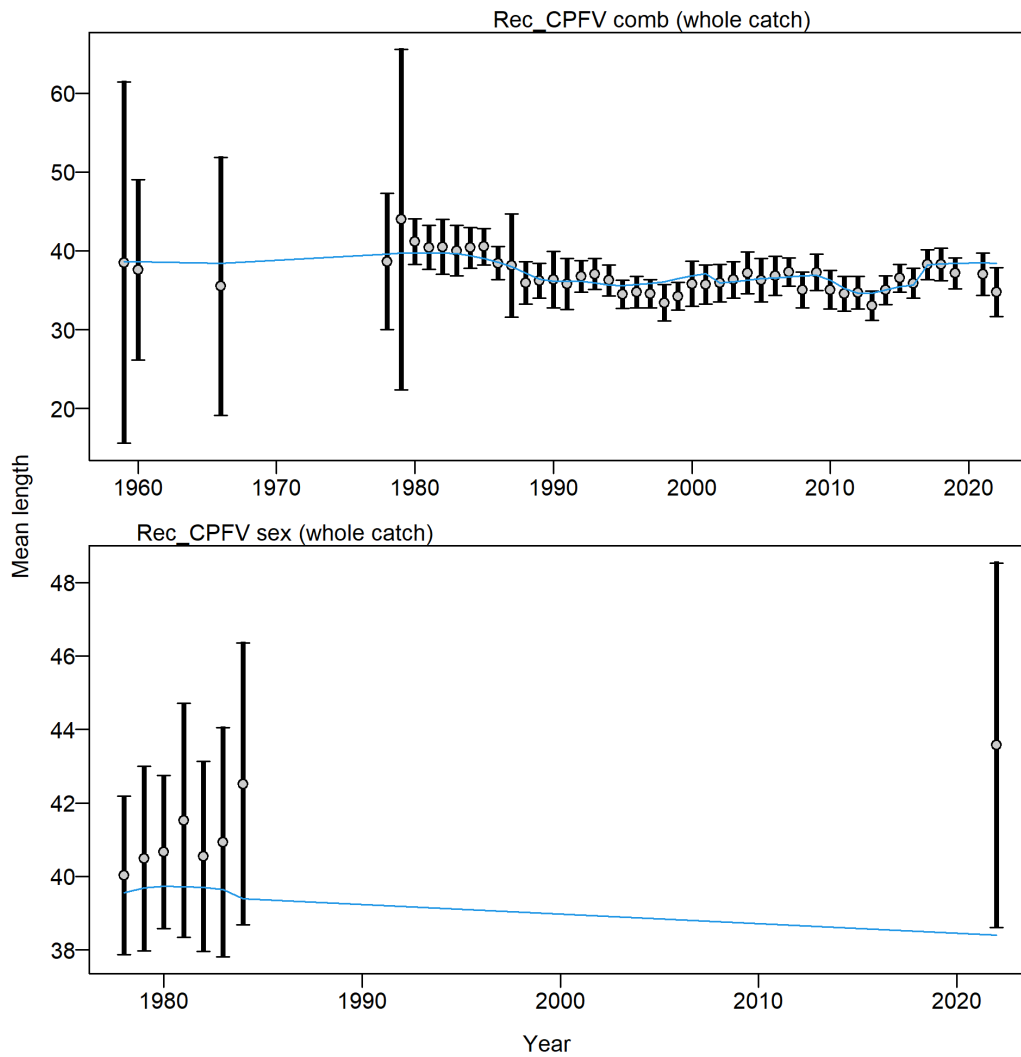 Rec_CPFV comb (whole catch)
60
50
40
30
20
1960 1970 1980 1990 2000 2010 2020
Mean length
Rec_CPFV sex (whole catch)
48
46
44
42
40
38
1980 1990 2000 2010 2020
Year